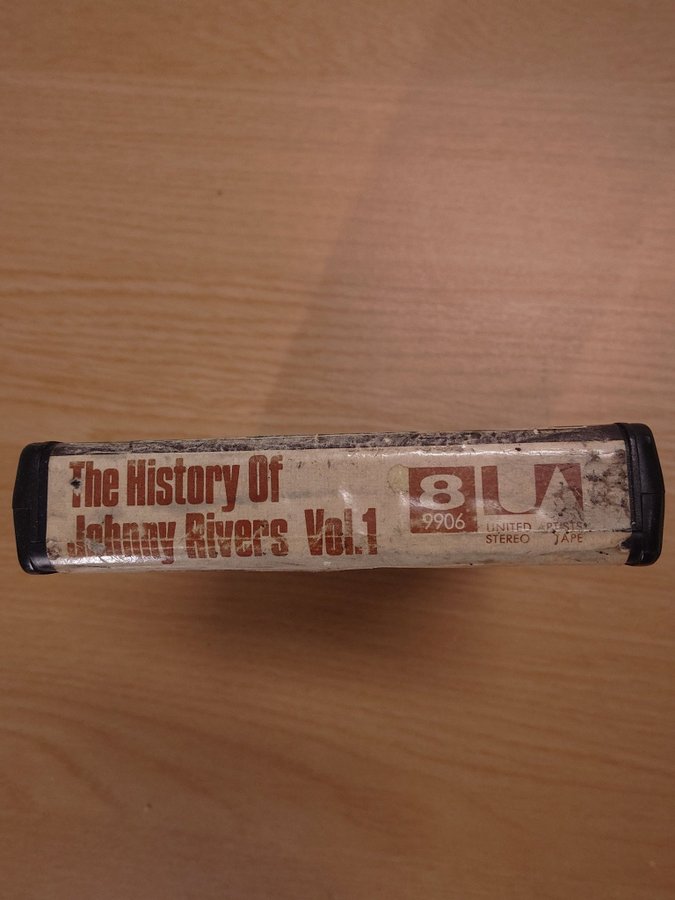 The History Of
Johnny Rivers Vol.1
8
9906
UA
UNITED ARTISTS
STEREO TAPE